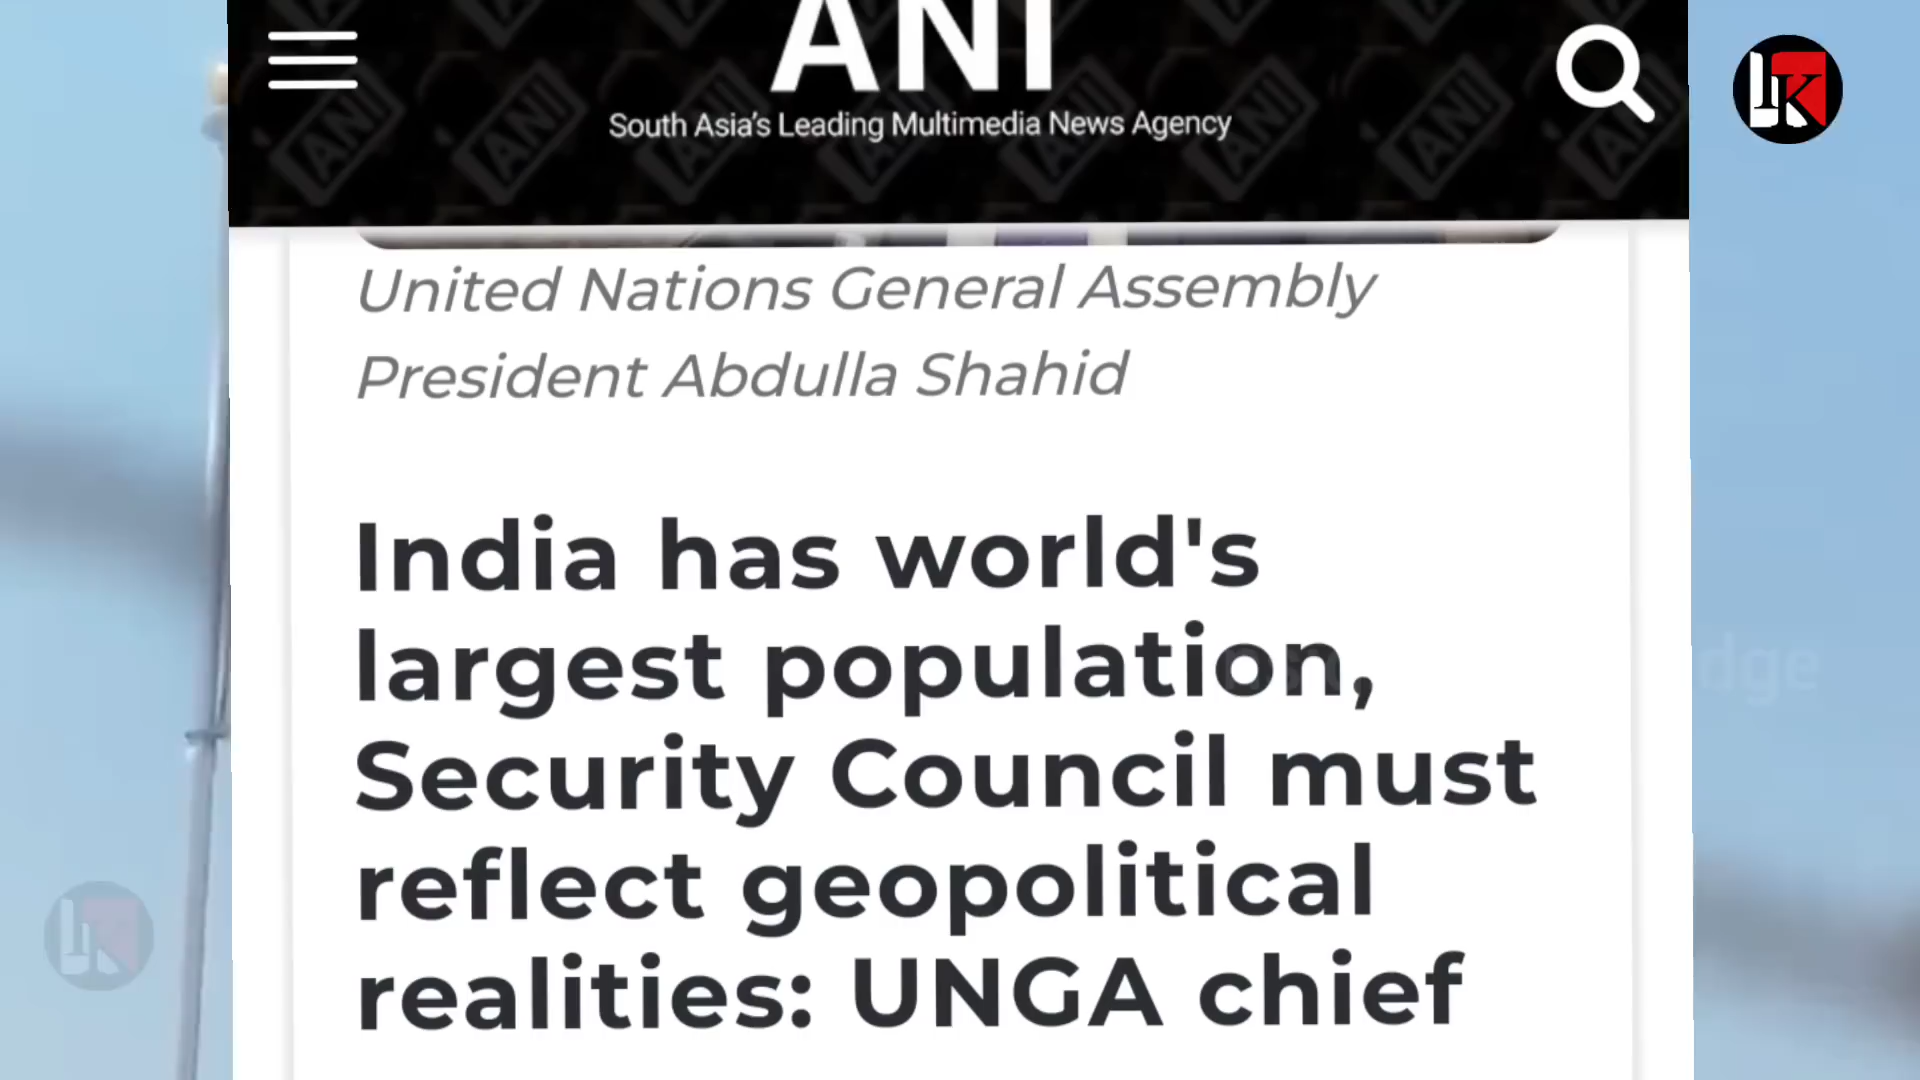 ANI
South Asia's Leading Multimedia News Agency
United Nations General Assembly
President Abdulla Shahid
India has world's
largest population,
Security Council must
reflect geopolitical
realities: UNGA chief